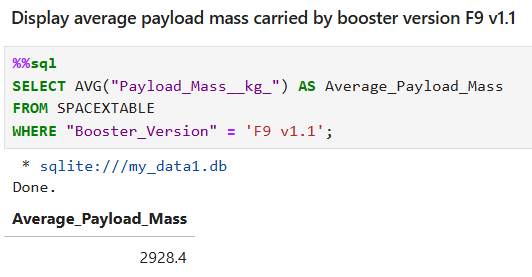 Display average payload mass carried by booster version F9 v1.1
%%sql
SELECT AVG("Payload_Mass__kg_") AS Average_Payload_Mass
FROM SPACEXTABLE
WHERE "Booster_Version" = 'F9 v1.1';
* sqlite:///my_data1.db
Done.
Average_Payload_Mass
2928.4